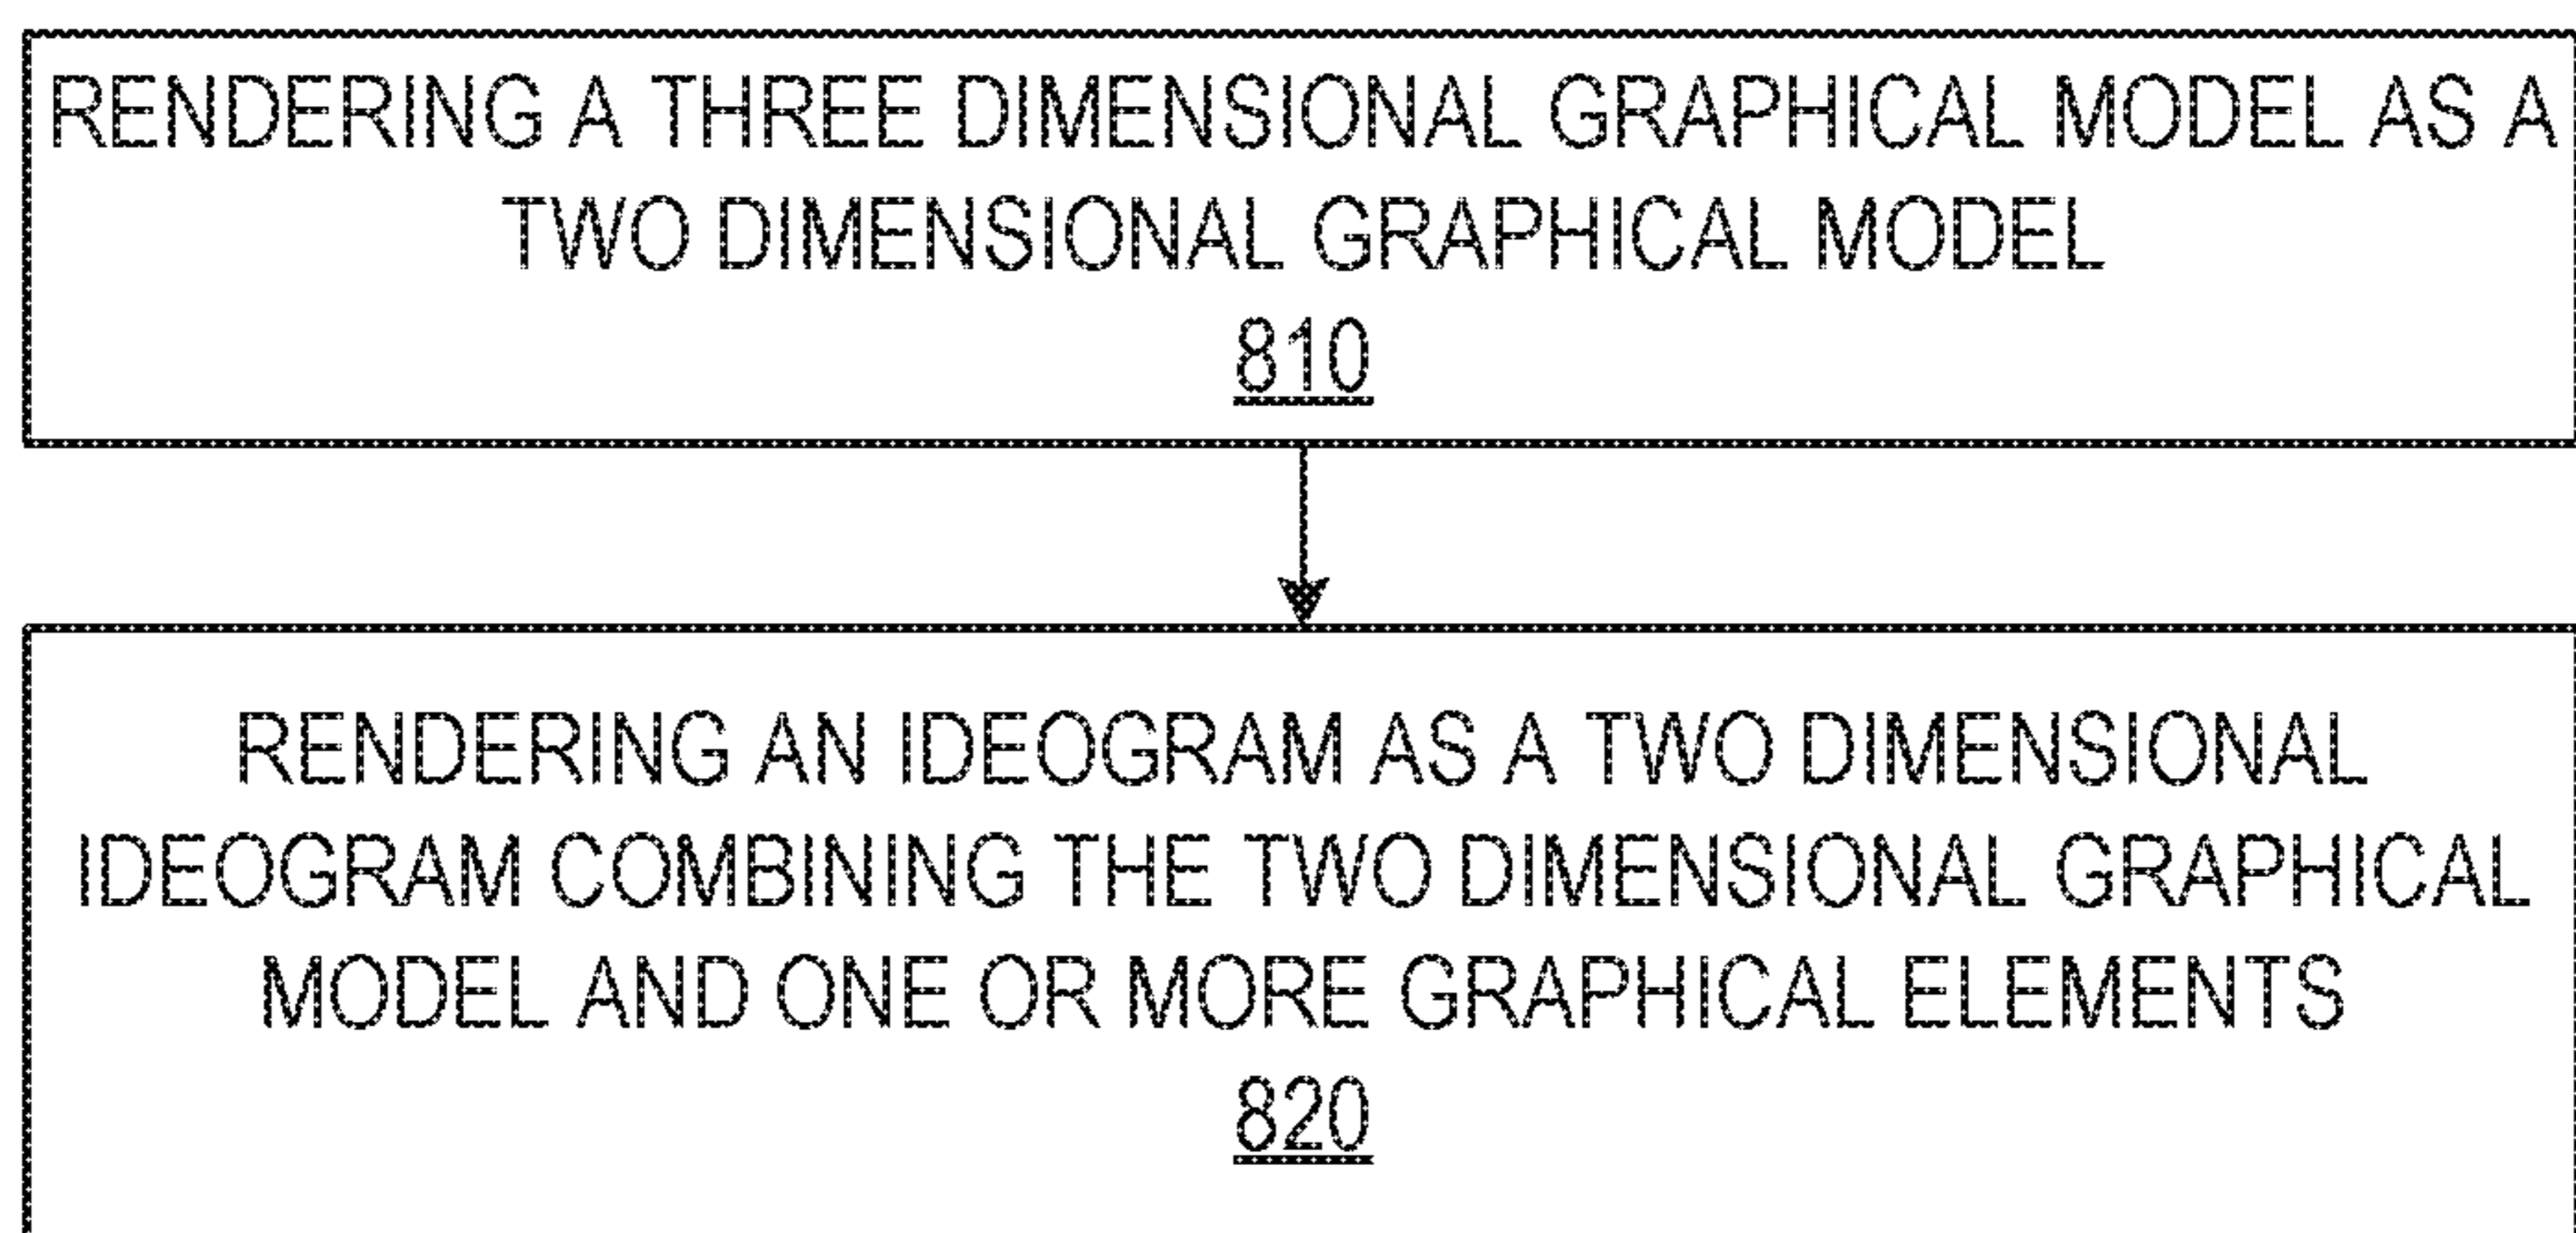 RENDERING A THREE DIMENSIONAL GRAPHICAL MODEL AS A
TWO DIMENSIONAL GRAPHICAL MODEL
810
RENDERING AN IDEOGRAM AS A TWO DIMENSIONAL
IDEOGRAM COMBINING THE TWO DIMENSIONAL GRAPHICAL
MODEL AND ONE OR MORE GRAPHICAL ELEMENTS
820